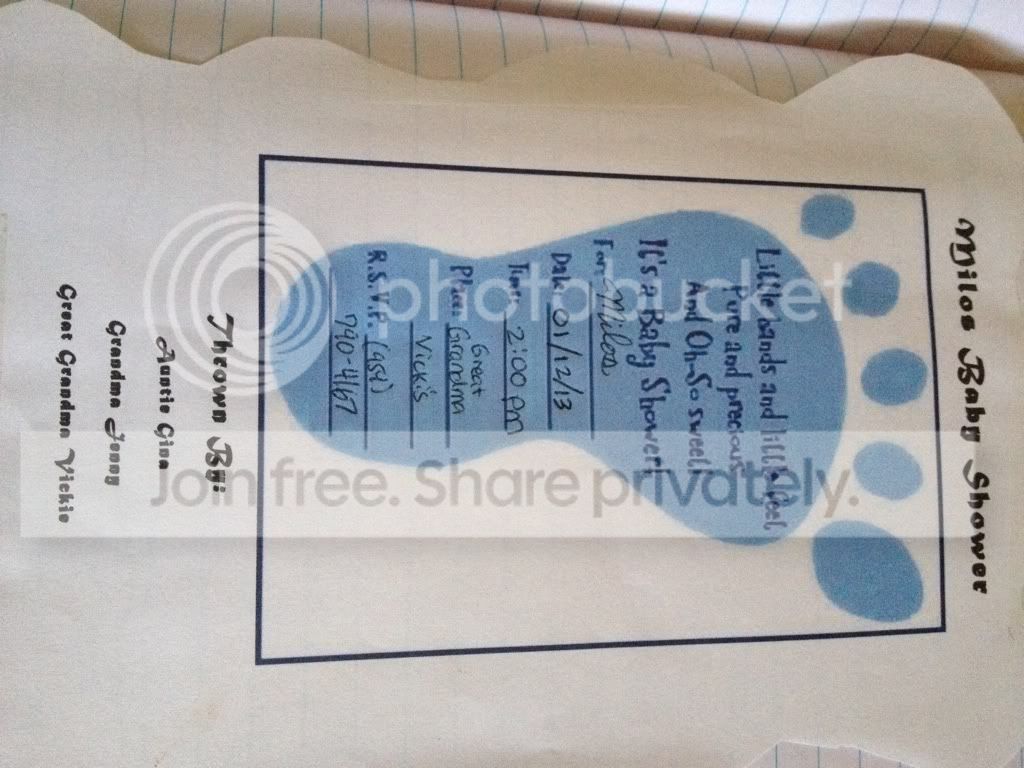 Milos Baby Shower
Little hands and little feet
Pure and precious
And Oh-So sweet!
It's a Baby Shower!
For: Milos
Date: 01/12/13
Time: 2:00 pm
Place: Great Grandma
Vicki's
R.S.V.P.
790-4167
Thrown By:
Auntie Gina
Grandma Jenny
Great Grandma Vickie
photobucket
Join free. Share privately.